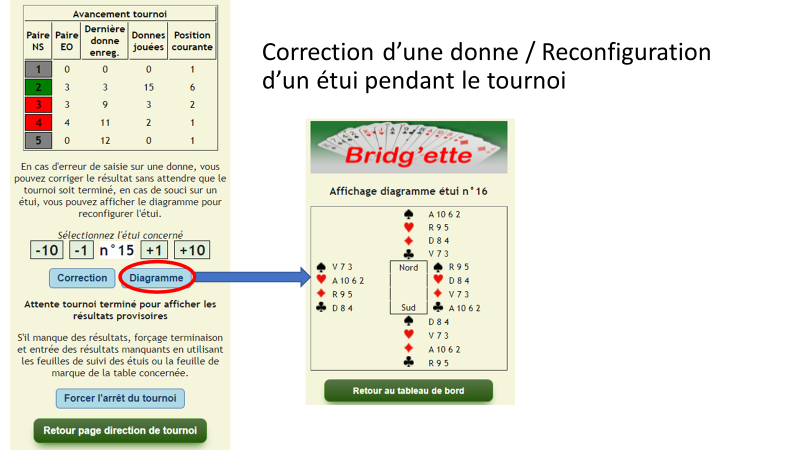 Avancement tournoi
Paire NS
Paire EO
Dernière donne enreg.
Donnes jouées
Position courante
1 0 0 0 1
2 3 3 15 6
3 3 9 3 2
4 4 11 2 1
5 0 12 0 1
En cas d'erreur de saisie sur une donne, vous
pouvez corriger le résultat sans attendre que le
tournoi soit terminé, en cas de souci sur un
étui, vous pouvez afficher le diagramme pour
reconfigurer l'étui.
Sélectionnez l'étui concerné
-10 -1 n°15 +1 +10
Correction Diagramme
Attente tournoi terminé pour afficher les
résultats provisoires
S'il manque des résultats, forçage terminaison
et entrée des résultats manquants en utilisant
les feuilles de suivi des étuis ou la feuille de
marque de la table concernée.
Forcer l'arrêt du tournoi
Retour page direction de tournoi
Correction d'une donne / Reconfiguration
d'un étui pendant le tournoi
Bridg'ette
Affichage diagramme étui n°16
♠ A 10 6 2
♥ R 9 5
♦ D 8 4
♣ V 7 3
♠ V 7 3
♥ A 10 6 2
♦ R 9 5
♣ D 8 4
Nord
Sud
♠ R 9 5
♥ D 8 4
♦ V 7 3
♣ A 10 6 2
♠ D 8 4
♥ V 7 3
♦ A 10 6 2
♣ R 9 5
Retour au tableau de bord